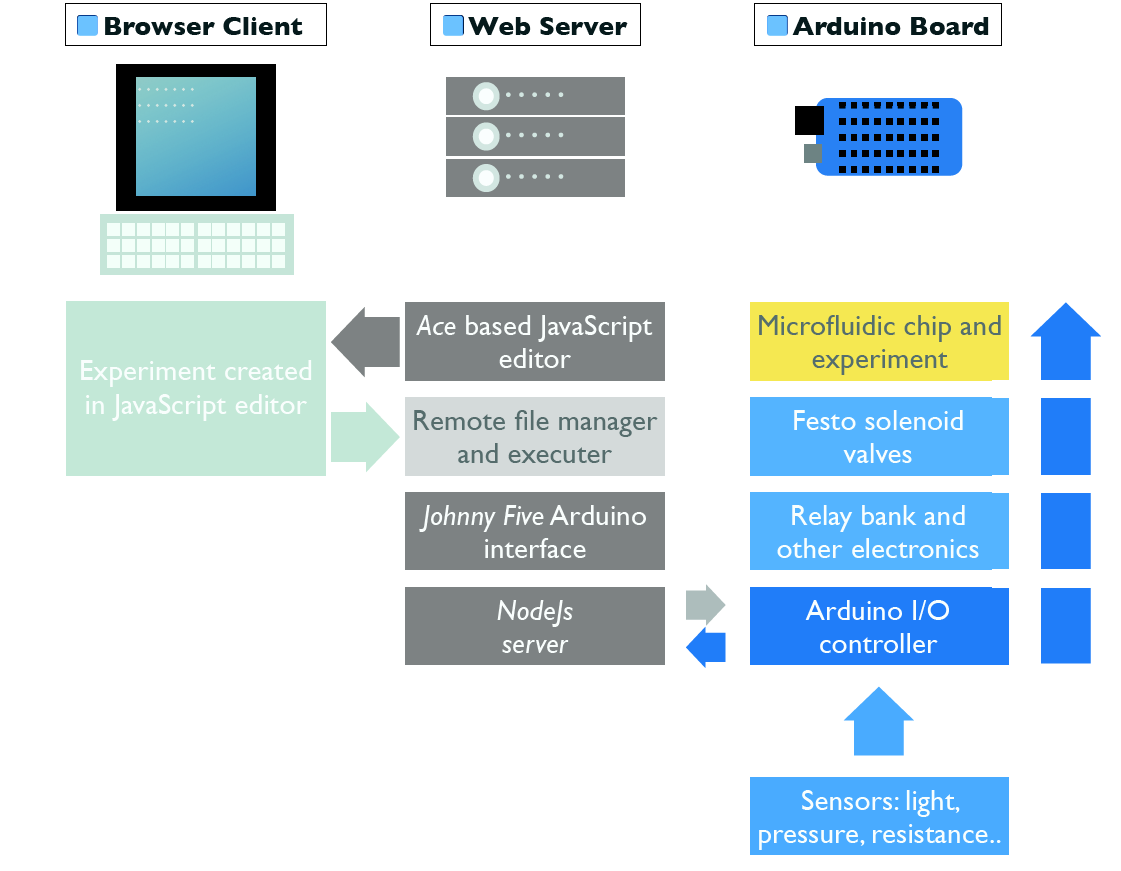 Browser Client
Web Server
Arduino Board
Experiment created
in JavaScript editor
Ace based JavaScript
editor
Remote file manager
and executer
Johnny Five Arduino
interface
NodeJs
server
Microfluidic chip and
experiment
Festo solenoid
valves
Relay bank and
other electronics
Arduino I/O
controller
Sensors: light,
pressure, resistance..